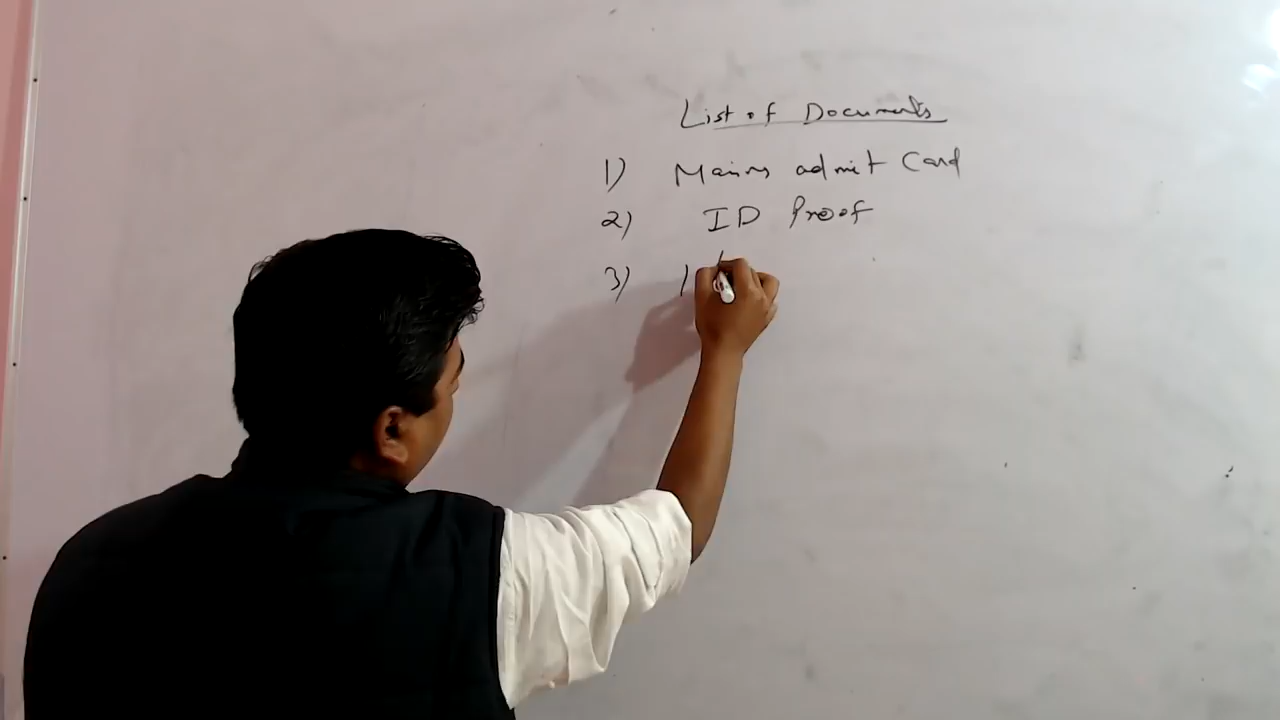 List of Documents
1) Mains admit Card
2) ID Proof
3)